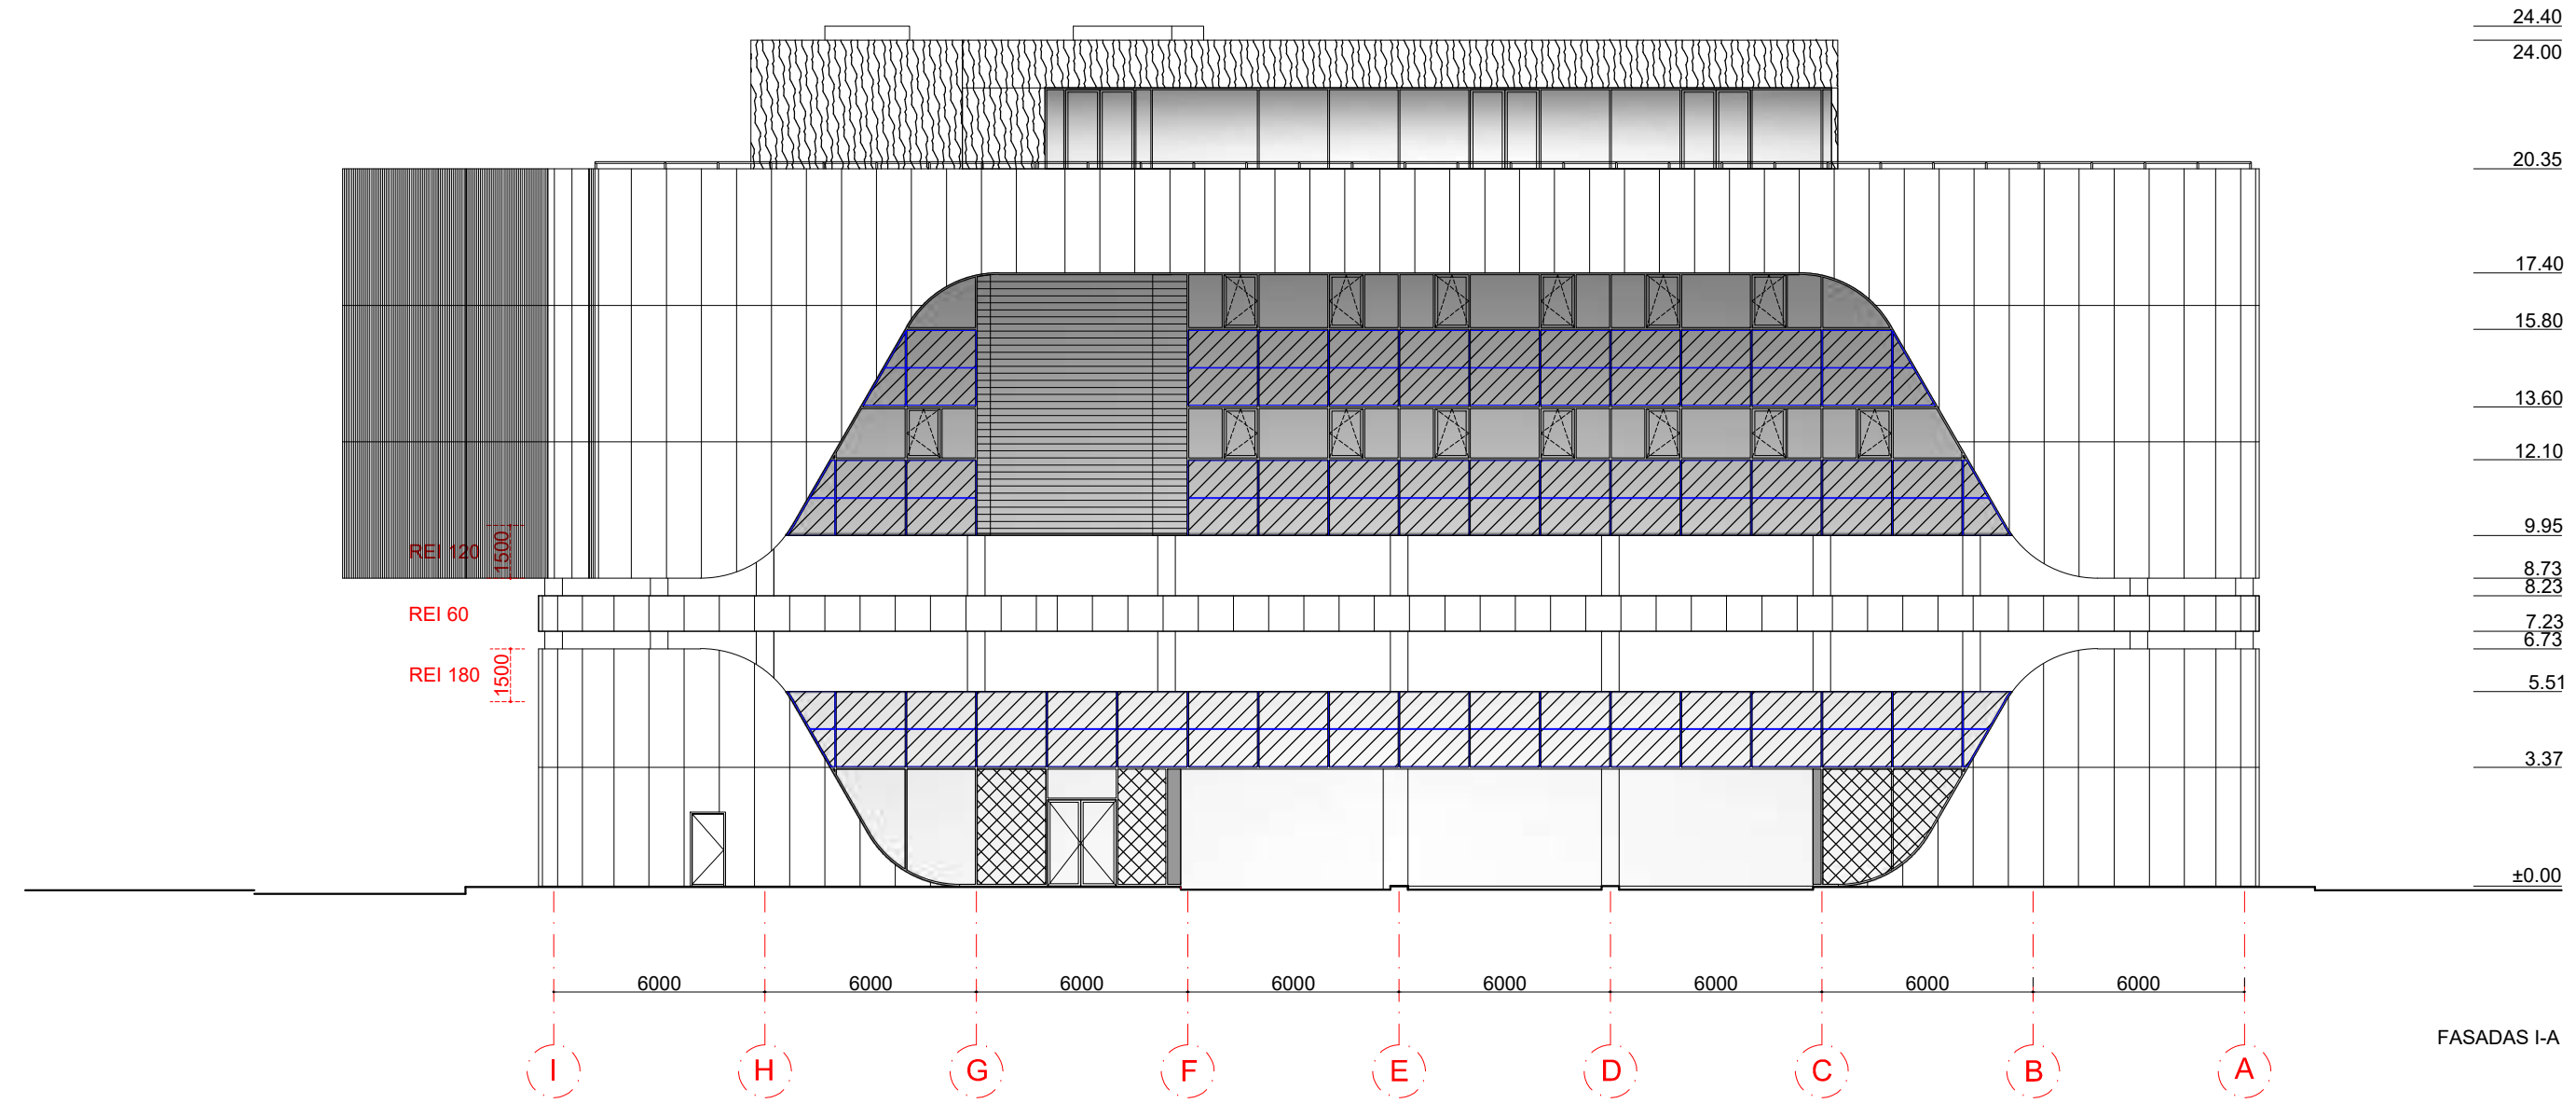 24.40
24.00
20.35
17.40
15.80
13.60
12.10
9.95
REI 120
1500
8.73
8.23
REI 60
7.23
6.73
REI 180
1500
5.51
3.37
±0.00
6000 6000 6000 6000 6000 6000 6000 6000
FASADAS I-A
I H G F E D C B A